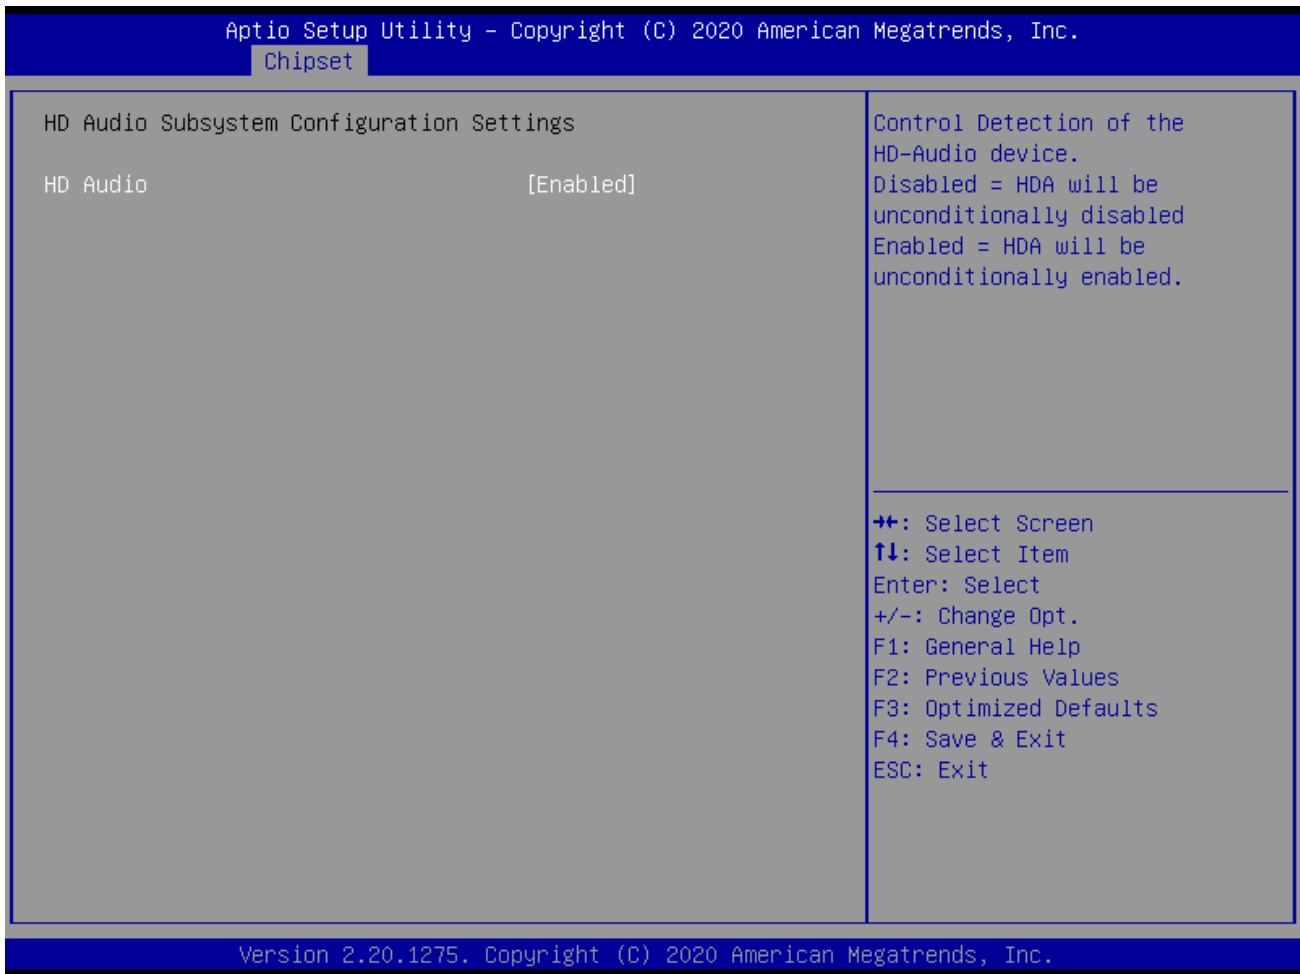 Aptio Setup Utility – Copyright (C) 2020 American Megatrends, Inc.
Chipset
HD Audio Subsystem Configuration Settings
HD Audio [Enabled]
Control Detection of the
HD-Audio device.
Disabled = HDA will be
unconditionally disabled
Enabled = HDA will be
unconditionally enabled.
→←: Select Screen
↑↓: Select Item
Enter: Select
+/-: Change Opt.
F1: General Help
F2: Previous Values
F3: Optimized Defaults
F4: Save & Exit
ESC: Exit
Version 2.20.1275. Copyright (C) 2020 American Megatrends, Inc.